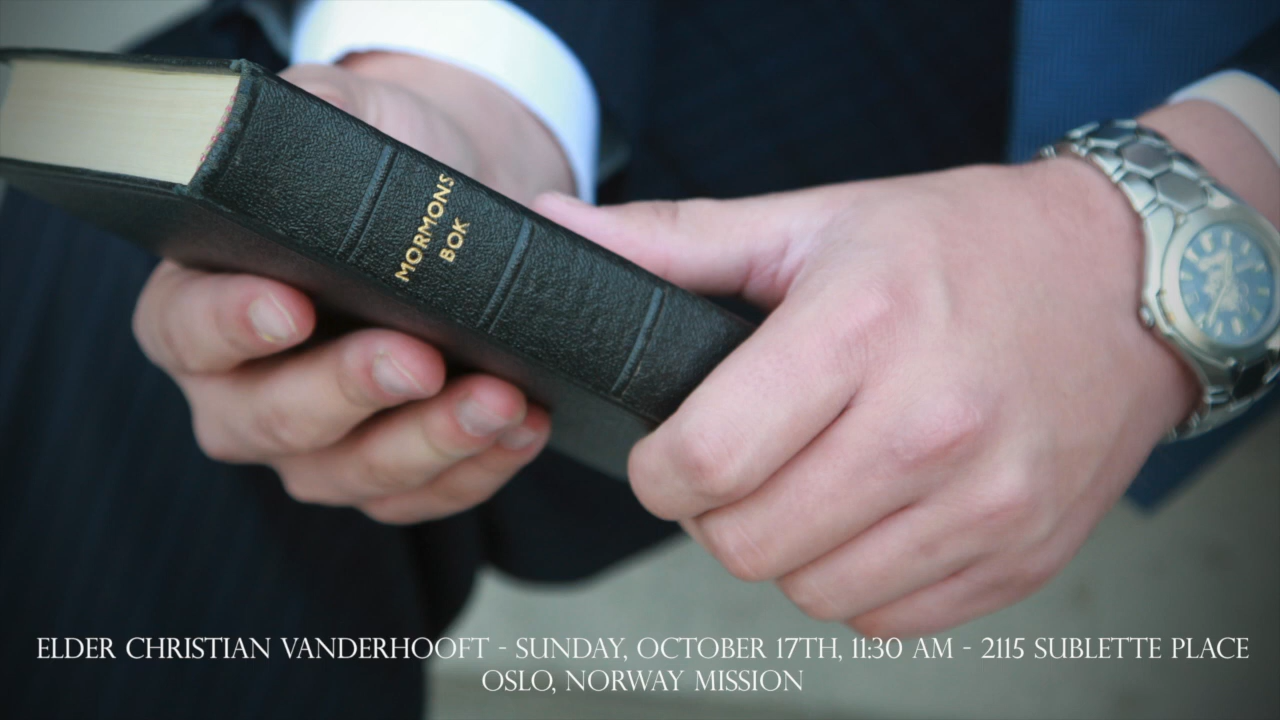 MORMONS
BOK
ELDER CHRISTIAN VANDERHOOFT - SUNDAY, OCTOBER 17TH, 11:30 AM - 2115 SUBLETTE PLACE
OSLO, NORWAY MISSION